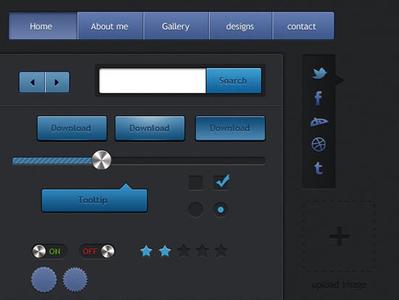 Home About me Gallery designs contact
Search
Download Download Download
Tooltip
ON OFF
upload image